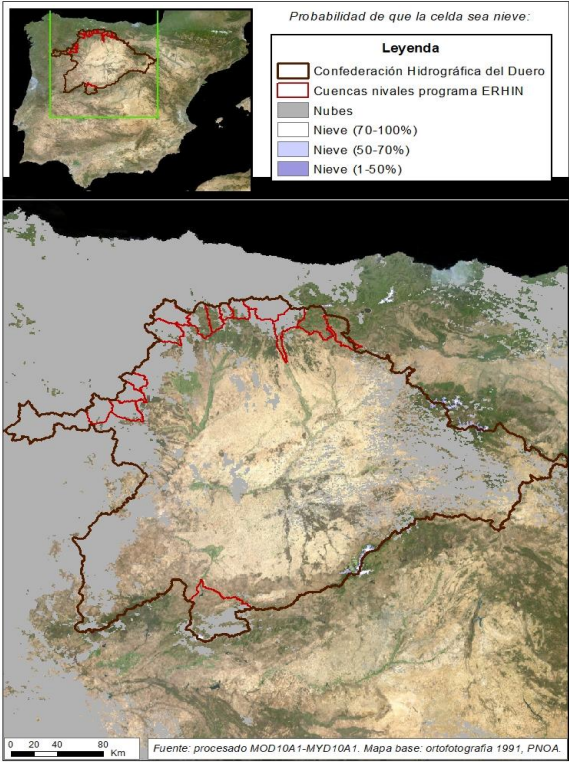 Probabilidad de que la celda sea nieve:
Leyenda
Confederación Hidrográfica del Duero
Cuencas nivales programa ERHIN
Nubes
Nieve (70-100%)
Nieve (50-70%)
Nieve (1-50%)
0 20 40 80
Km
Fuente: procesado MOD10A1-MYD10A1. Mapa base: ortofotografia 1991, PNOA.